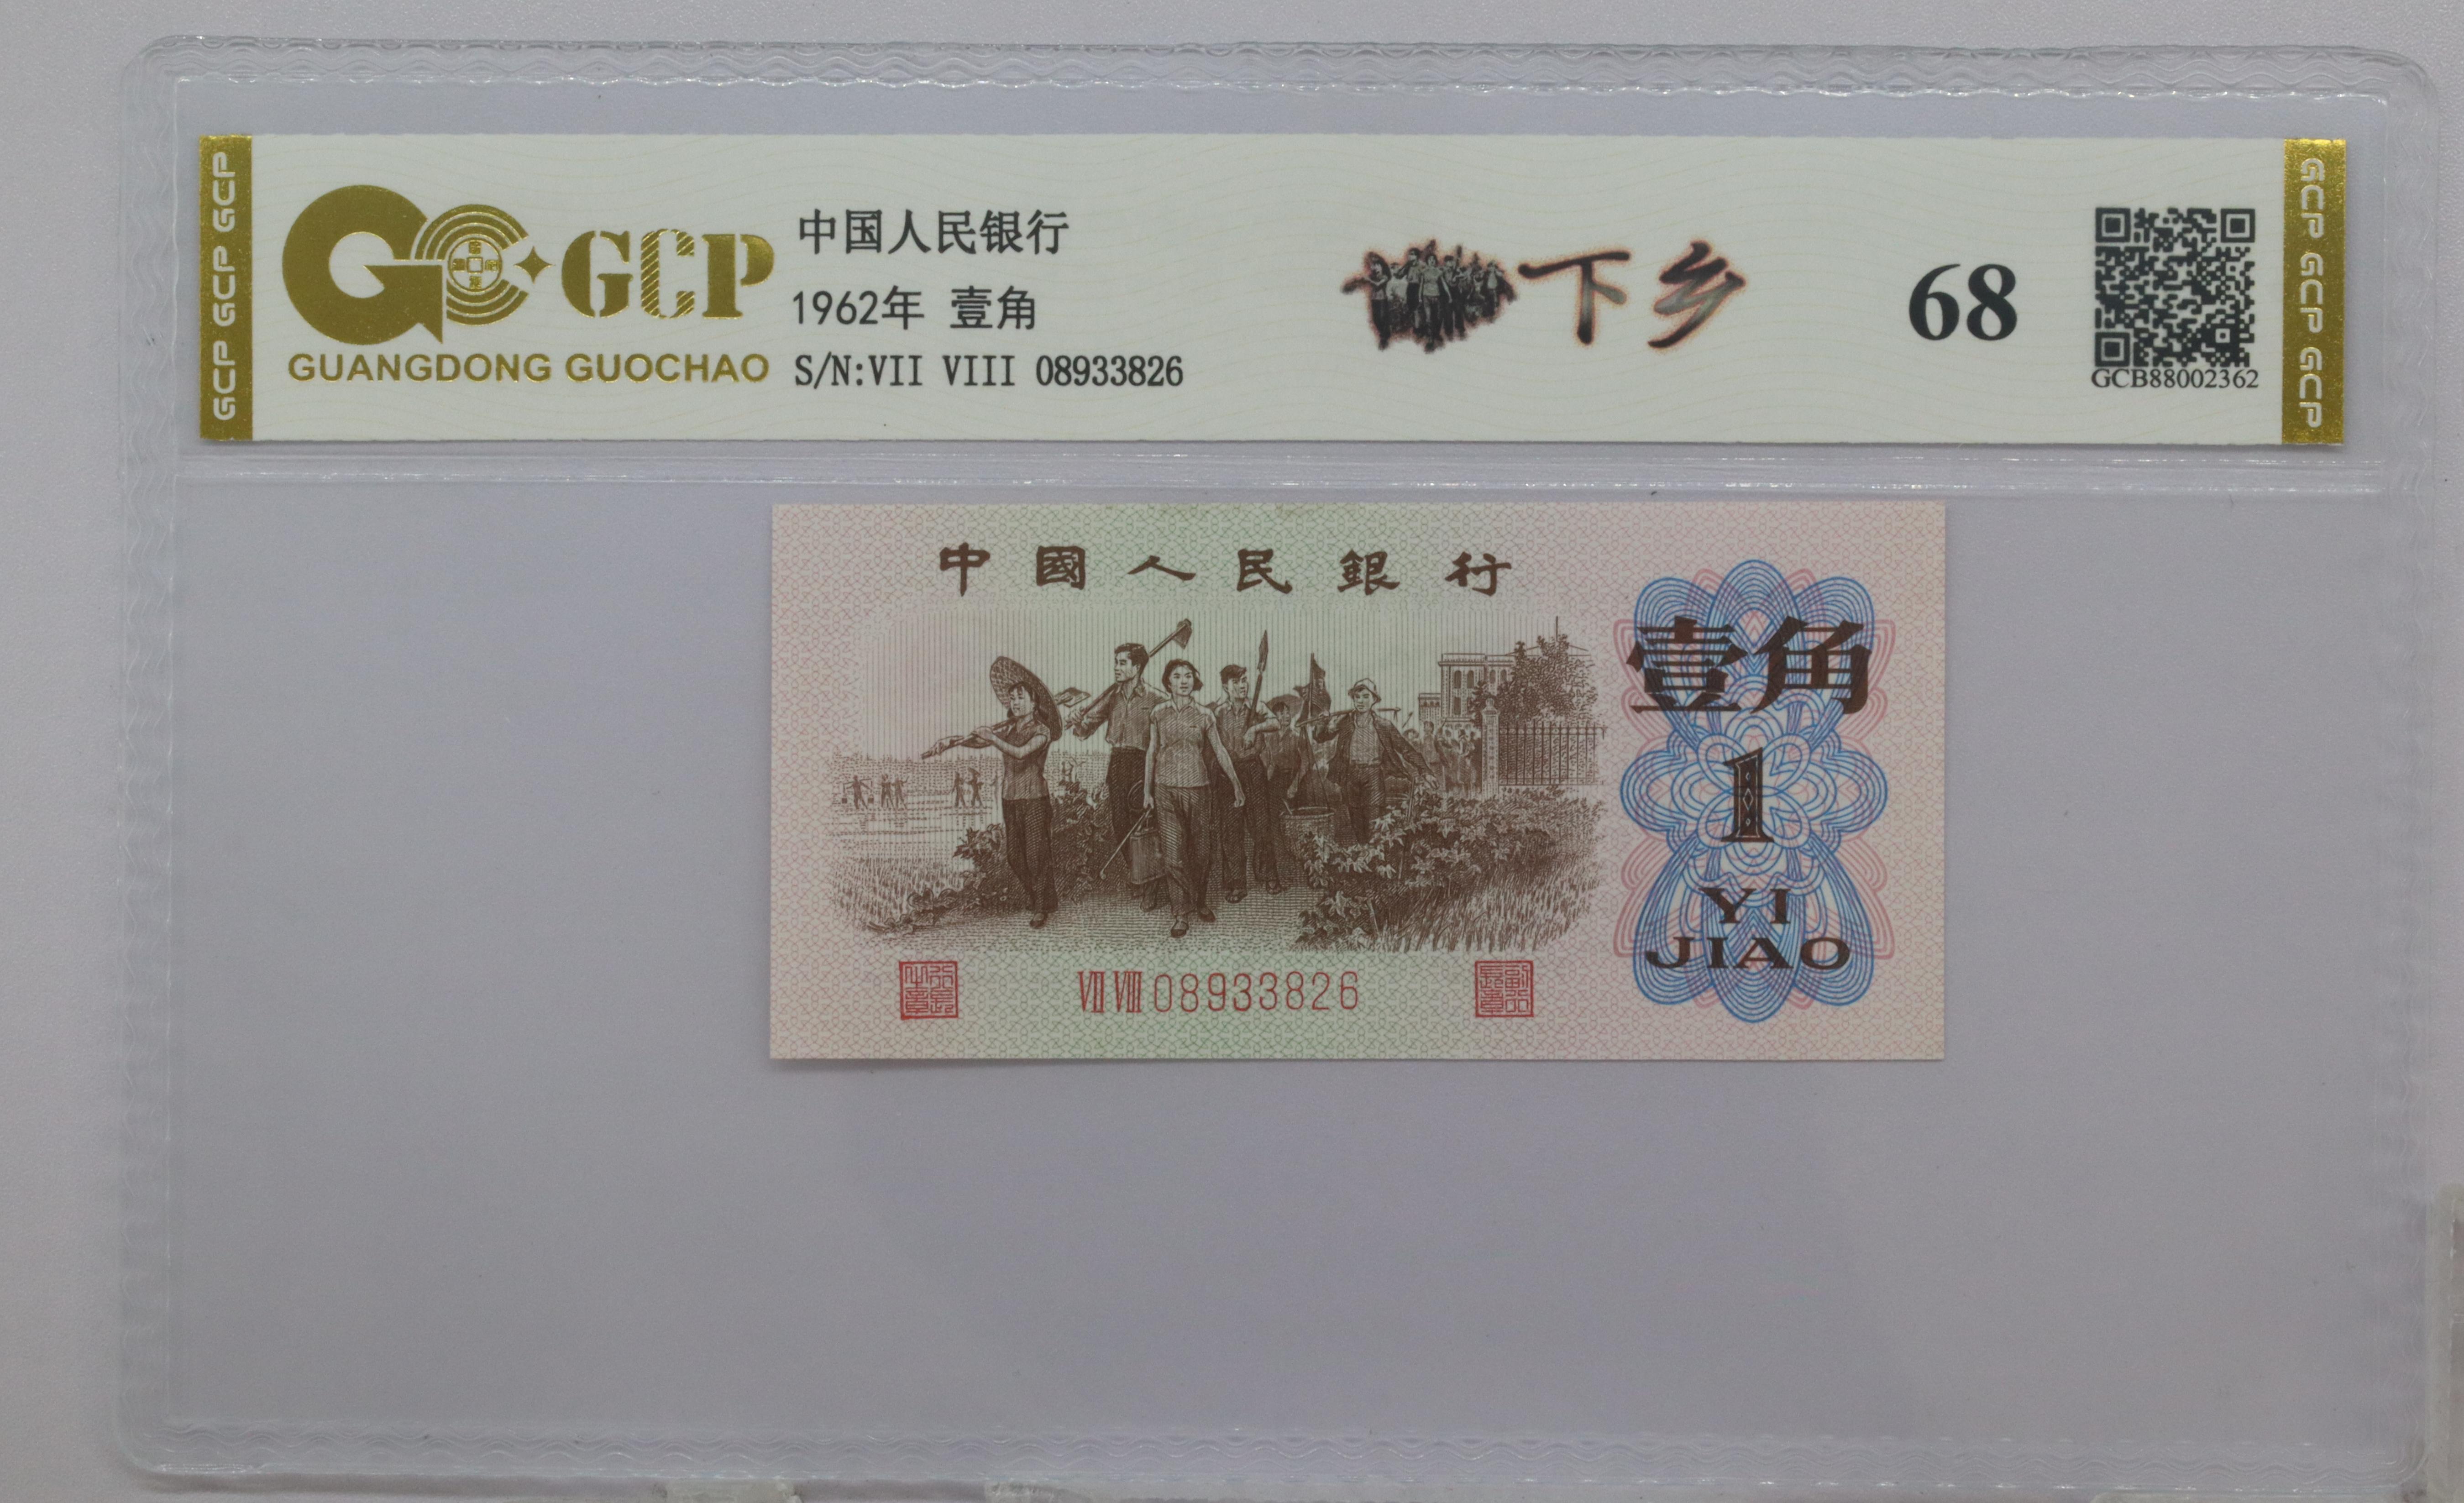 GCP GCP GCP
GCP
GUANGDONG GUOCHAO
中国人民银行
1962年 壹角
S/N:VII VIII 08933826
下乡
68
GCB88002362
GCP GCP GCP
中國人民銀行
壹角
1
YI
JIAO
VII VIII 08933826